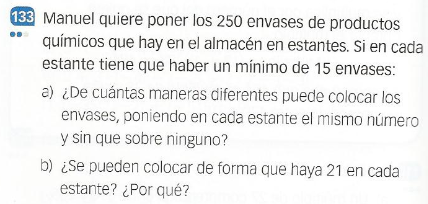 133 Manuel quiere poner los 250 envases de productos
químicos que hay en el almacén en estantes. Si en cada
estante tiene que haber un mínimo de 15 envases:
a) ¿De cuántas maneras diferentes puede colocar los
envases, poniendo en cada estante el mismo número
y sin que sobre ninguno?
b) ¿Se pueden colocar de forma que haya 21 en cada
estante? ¿Por qué?